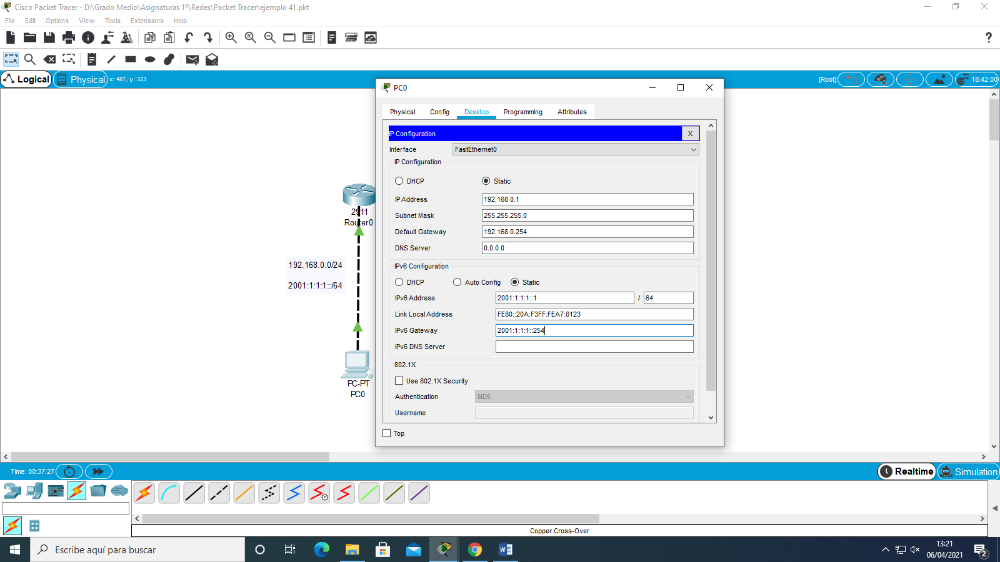 Cisco Packet Tracer - D:\Grado Medio\Asignaturas 1º\Redes\Packet Tracer\ejemplo 41.pkt
File Edit Options View Tools Extensions Help
Logical Physical x: 487, y: 323 [Root] 18:42:00
PC0
Physical Config Desktop Programming Attributes
IP Configuration X
Interface FastEthernet0
IP Configuration
DHCP Static
IP Address 192.168.0.1
Subnet Mask 255.255.255.0
Default Gateway 192.168.0.254
DNS Server 0.0.0.0
IPv6 Configuration
DHCP Auto Config Static
IPv6 Address 2001:1:1:1::1 / 64
Link Local Address FE80::20A:F3FF:FEA7:8123
IPv6 Gateway 2001:1:1:1::254
IPv6 DNS Server
802.1X
Use 802.1X Security
Authentication MD5
Username
Top
2911
Router0
192.168.0.0/24
2001:1:1:1::/64
PC-PT
PC0
Time: 00:37:27 Realtime Simulation
Copper Cross-Over
Escribe aquí para buscar
13:21
06/04/2021
2